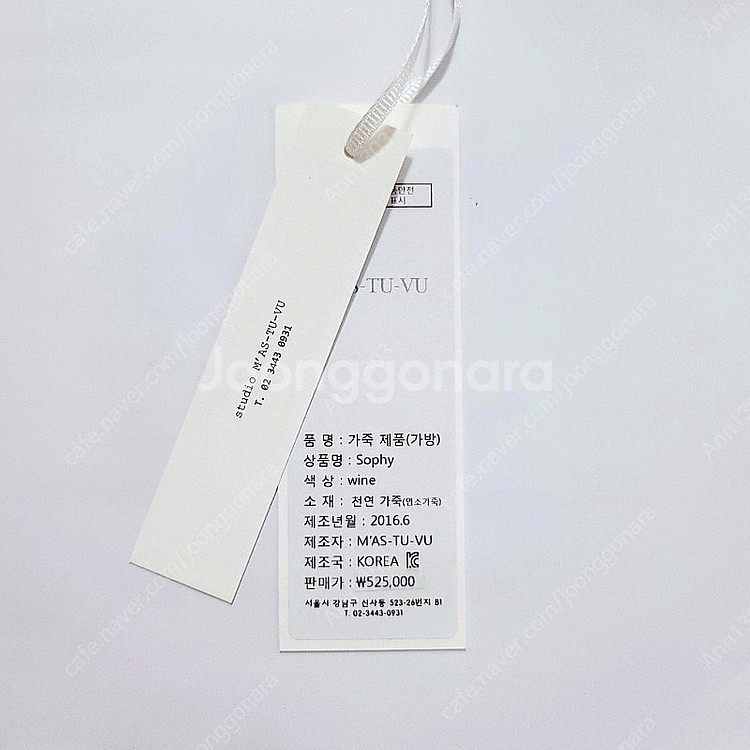 studio M'AS-TU-VU
T. 02 3443 0931
안전
표시
-TU-VU
품 명 : 가죽 제품(가방)
상품명 : Sophy
색 상 : wine
소 재 : 천연 가죽(염소가죽)
제조년월 : 2016.6
제조자 : M'AS-TU-VU
제조국 : KOREA
판매가 : ₩525,000
서울시 강남구 신사동 523-26번지 B1
T. 02-3443-0931
Joonggonara
cafe.naver.com/joonggonara